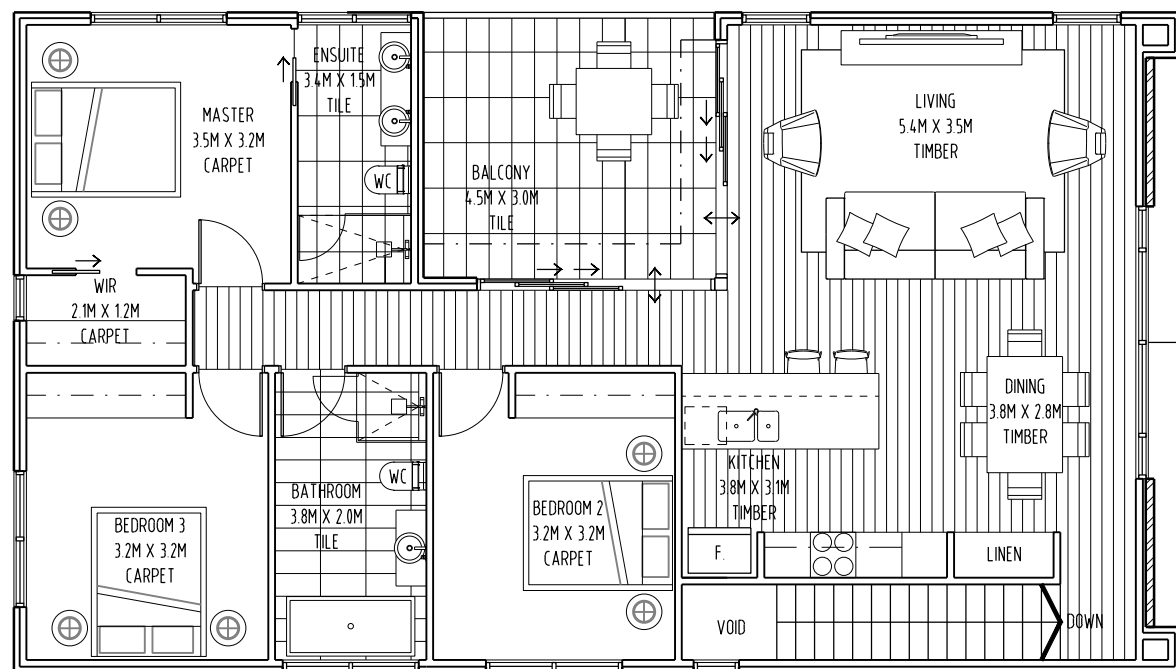 MASTER
3.5M X 3.2M
CARPET
ENSUITE
3.4M X 1.5M
TILE
WC
BALCONY
4.5M X 3.0M
TILE
LIVING
5.4M X 3.5M
TIMBER
WIR
2.1M X 1.2M
CARPET
DINING
3.8M X 2.8M
TIMBER
KITCHEN
3.8M X 3.1M
TIMBER
BEDROOM 3
3.2M X 3.2M
CARPET
BATHROOM
3.8M X 2.0M
TILE
WC
BEDROOM 2
3.2M X 3.2M
CARPET
F.
LINEN
VOID
DOWN